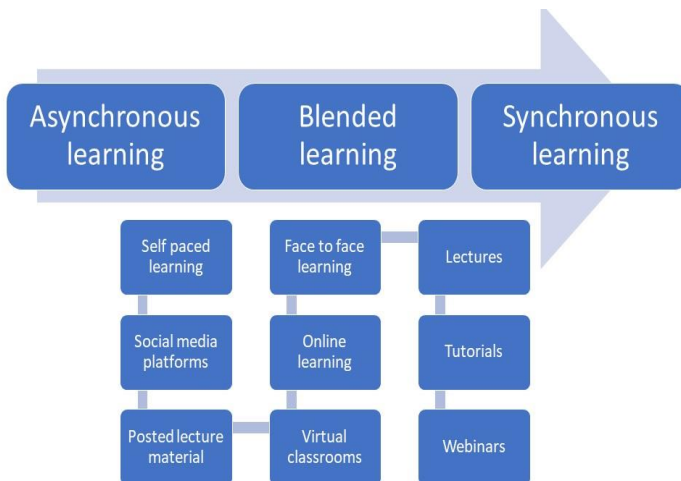 Asynchronous
learning
Blended
learning
Synchronous
learning
Self paced
learning
Face to face
learning
Lectures
Social media
platforms
Online
learning
Tutorials
Posted lecture
material
Virtual
classrooms
Webinars